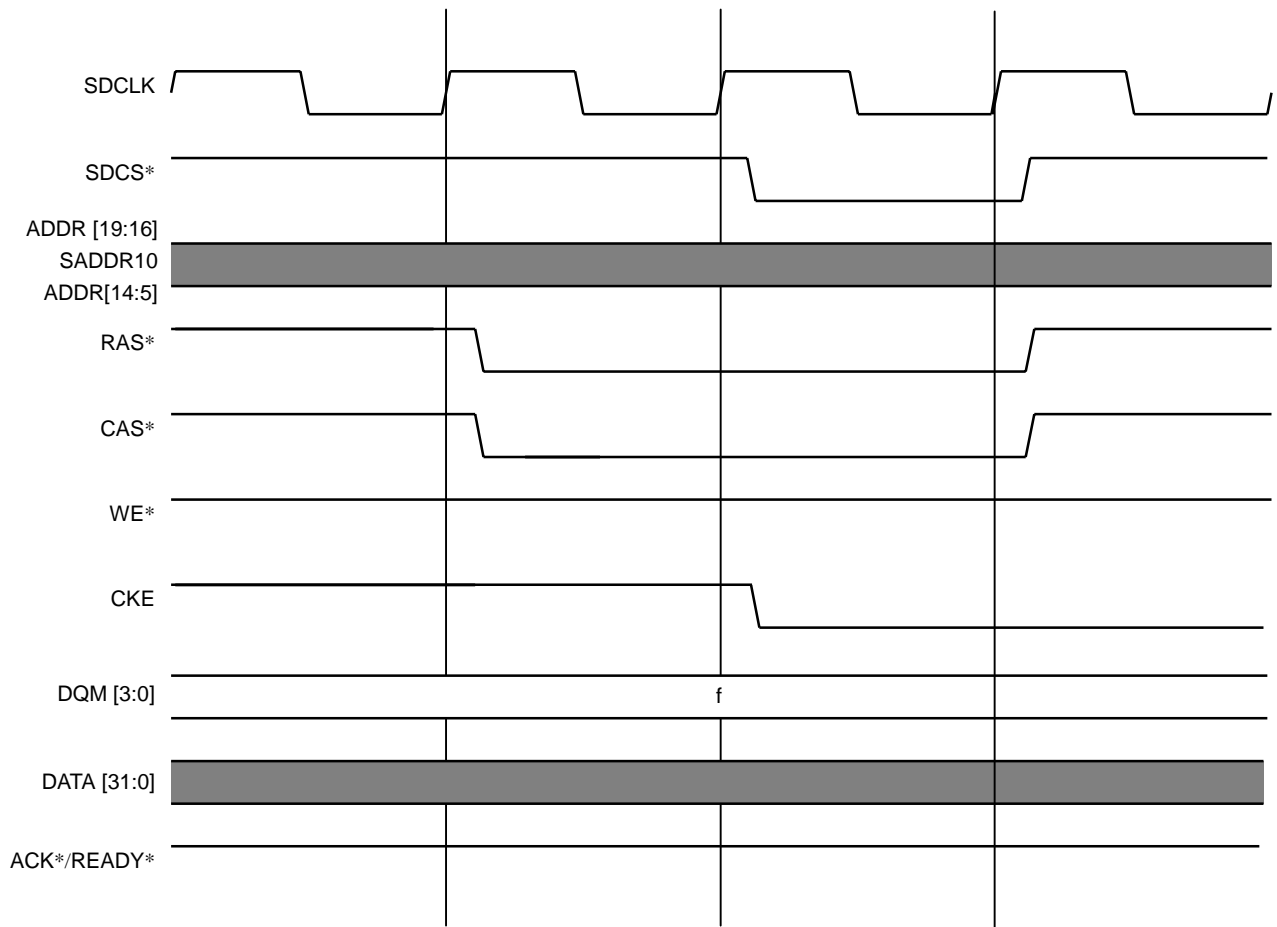 SDCLK
SDCS*
ADDR [19:16]
SADDR10
ADDR[14:5]
RAS*
CAS*
WE*
CKE
DQM [3:0]
f
DATA [31:0]
ACK*/READY*